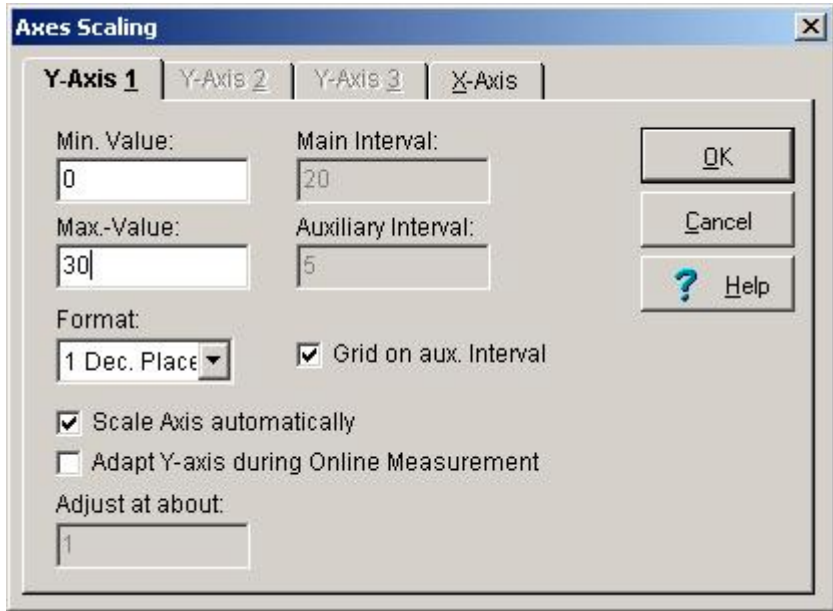 Axes Scaling
Y-Axis 1 Y-Axis 2 Y-Axis 3 X-Axis
Min. Value: Main Interval:
0 20 OK
Max.-Value: Auxiliary Interval: Cancel
30 5
? Help
Format:
1 Dec. Place Grid on aux. Interval
Scale Axis automatically
Adapt Y-axis during Online Measurement
Adjust at about:
1